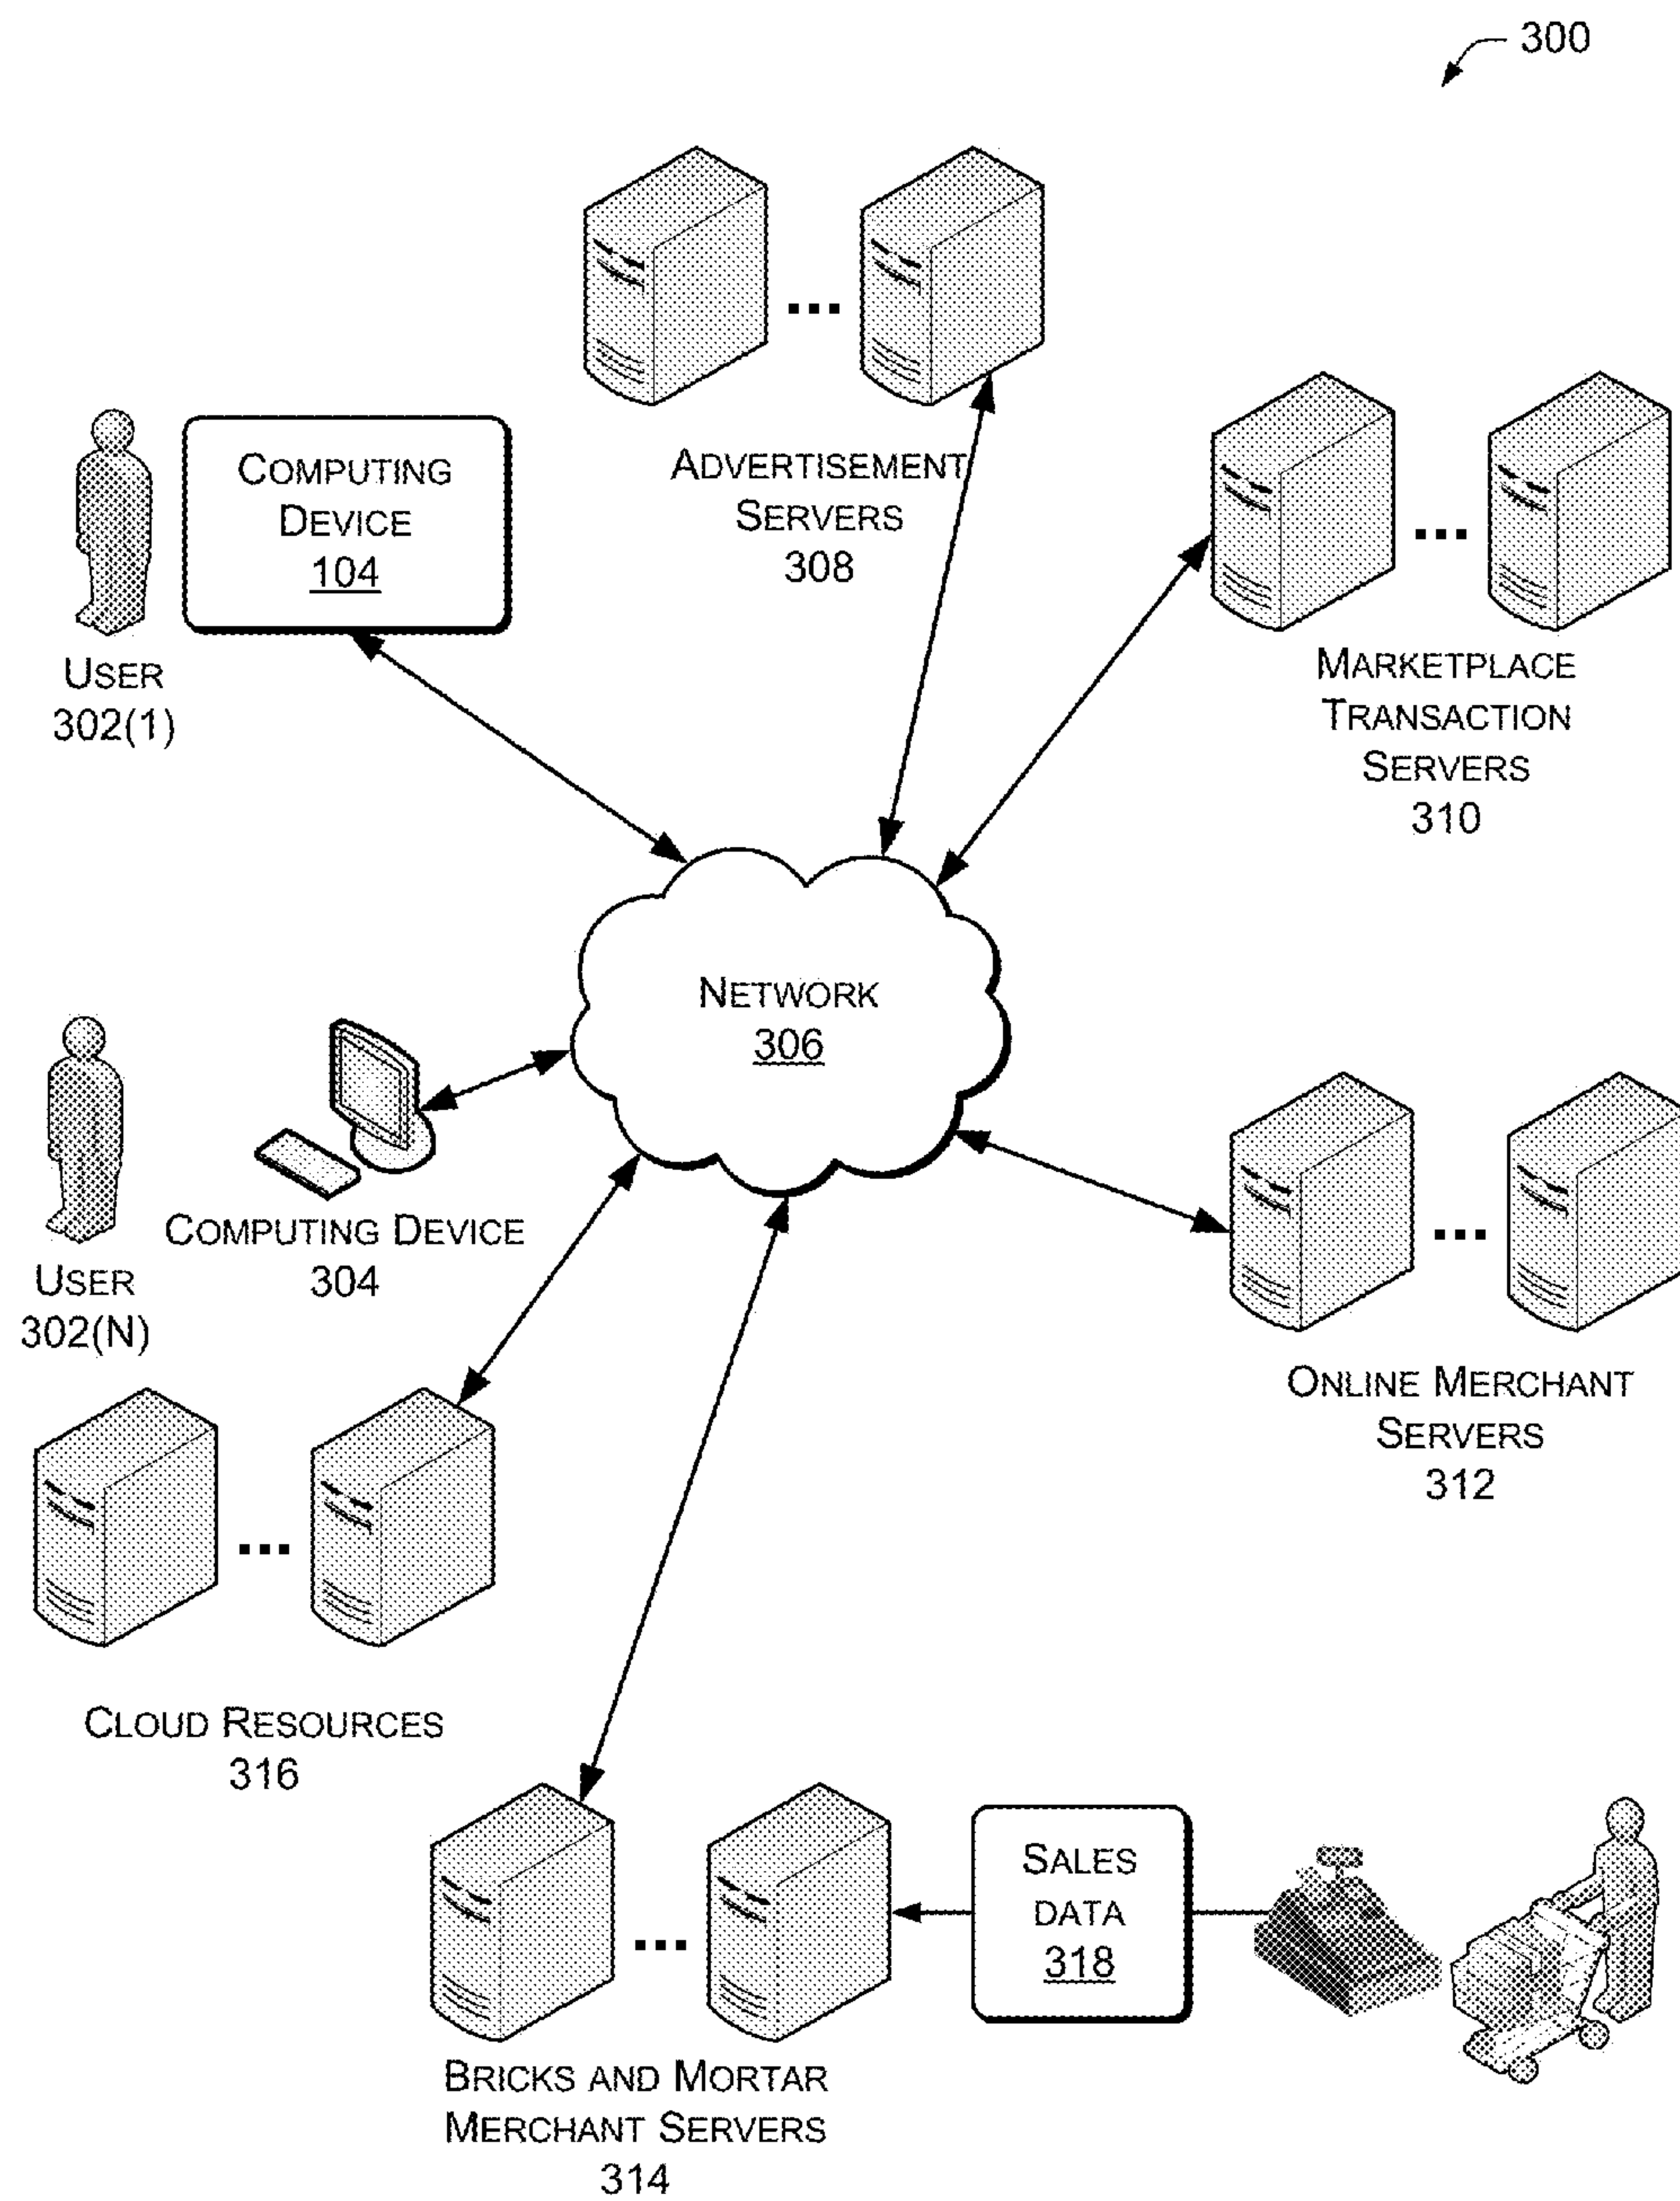 300
COMPUTING
DEVICE
104
USER
302(1)
ADVERTISEMENT
SERVERS
308
MARKETPLACE
TRANSACTION
SERVERS
310
NETWORK
306
USER
302(N)
COMPUTING DEVICE
304
ONLINE MERCHANT
SERVERS
312
CLOUD RESOURCES
316
BRICKS AND MORTAR
MERCHANT SERVERS
314
SALES
DATA
318